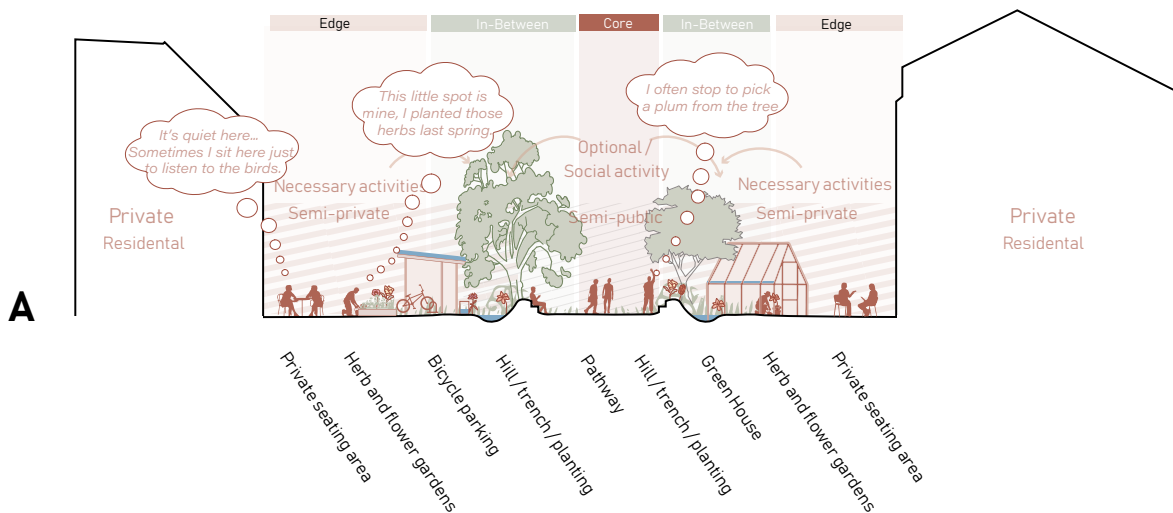 Edge
In-Between
Core
In-Between
Edge
This little spot is
mine, I planted those
herbs last spring.
I often stop to pick
a plum from the tree.
It's quiet here...
Sometimes I sit here just
to listen to the birds.
Optional /
Social activity
Necessary activities
Semi-private
Semi-public
Necessary activities
Semi-private
Private
Residental
Private
Residental
A
Private seating area
Herb and flower gardens
Bicycle parking
Hill / trench / planting
Pathway
Hill / trench / planting
Green House
Herb and flower gardens
Private seating area